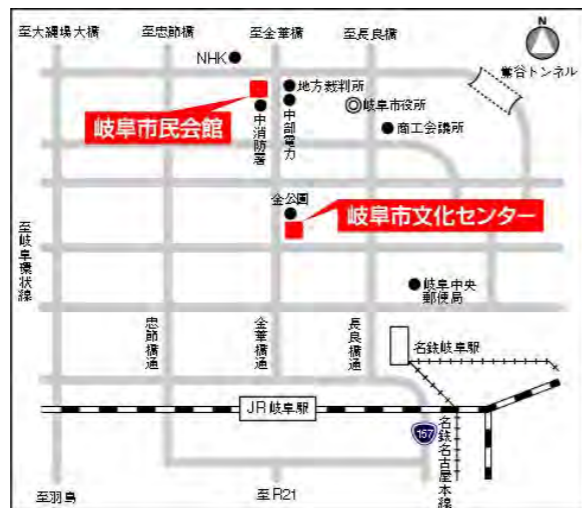 至大縄場大橋
至忠節橋
至金華橋
至長良橋
N
NHK
鶯谷トンネル
地方裁判所
岐阜市役所
岐阜市民会館
中消防署
中部電力
商工会議所
金公園
岐阜市文化センター
至岐阜環状線
岐阜中央
郵便局
忠節橋通
金華橋通
長良橋通
名鉄岐阜駅
JR岐阜駅
157
名鉄名古屋本線
至羽島
至R21